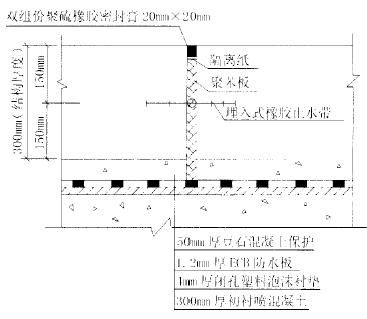 双组份聚硫橡胶密封膏20mm×20mm
隔离纸
聚苯板
埋入式橡胶止水带
300mm(结构厚度)
150mm
150mm
50mm厚豆石混凝土保护
1.2mm厚ECB防水板
4mm厚闭孔塑料泡沫衬垫
300mm厚初衬喷混凝土